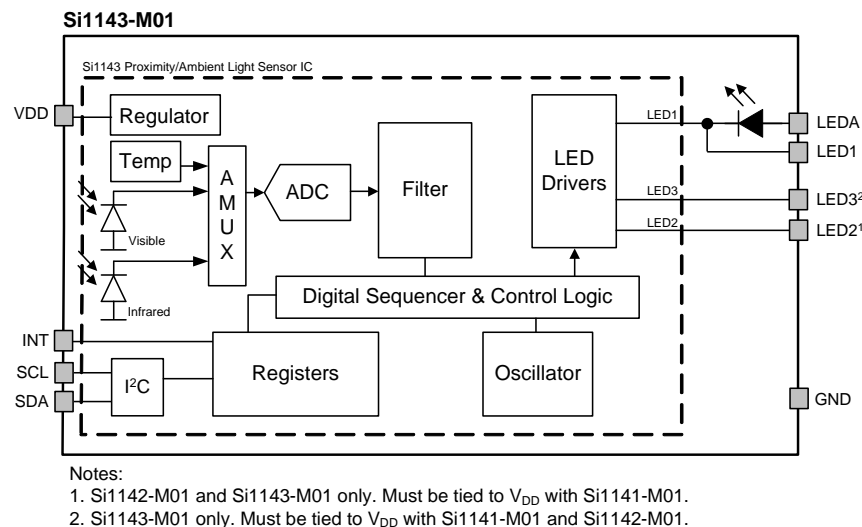 Si1143-M01
Si1143 Proximity/Ambient Light Sensor IC
VDD
Regulator
LED1
LEDA
LED1
Temp
A
M
U
X
ADC
Filter
LED
Drivers
LED3
LED3²
LED2
LED2¹
Visible
Infrared
Digital Sequencer & Control Logic
INT
SCL
SDA
I²C
Registers
Oscillator
GND
Notes:
1. Si1142-M01 and Si1143-M01 only. Must be tied to VDD with Si1141-M01.
2. Si1143-M01 only. Must be tied to VDD with Si1141-M01 and Si1142-M01.